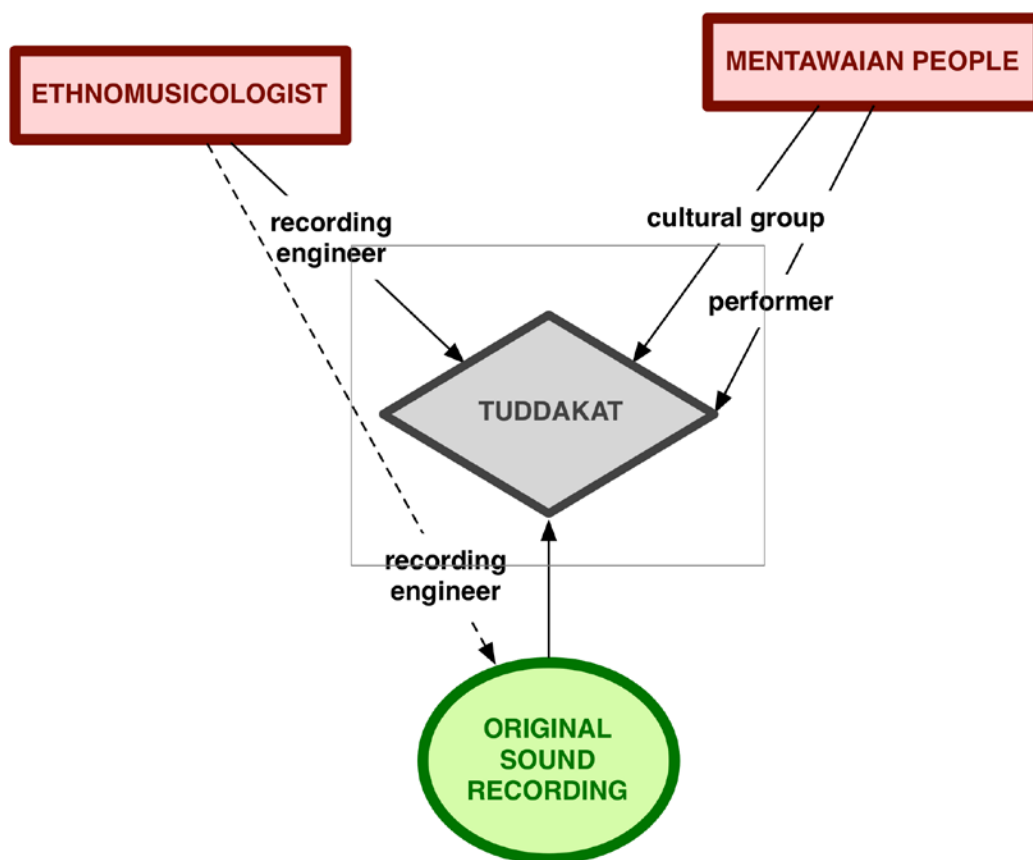 ETHNOMUSICOLOGIST
MENTAWAIAN PEOPLE
recording
engineer
cultural group
performer
TUDDAKAT
recording
engineer
ORIGINAL
SOUND
RECORDING